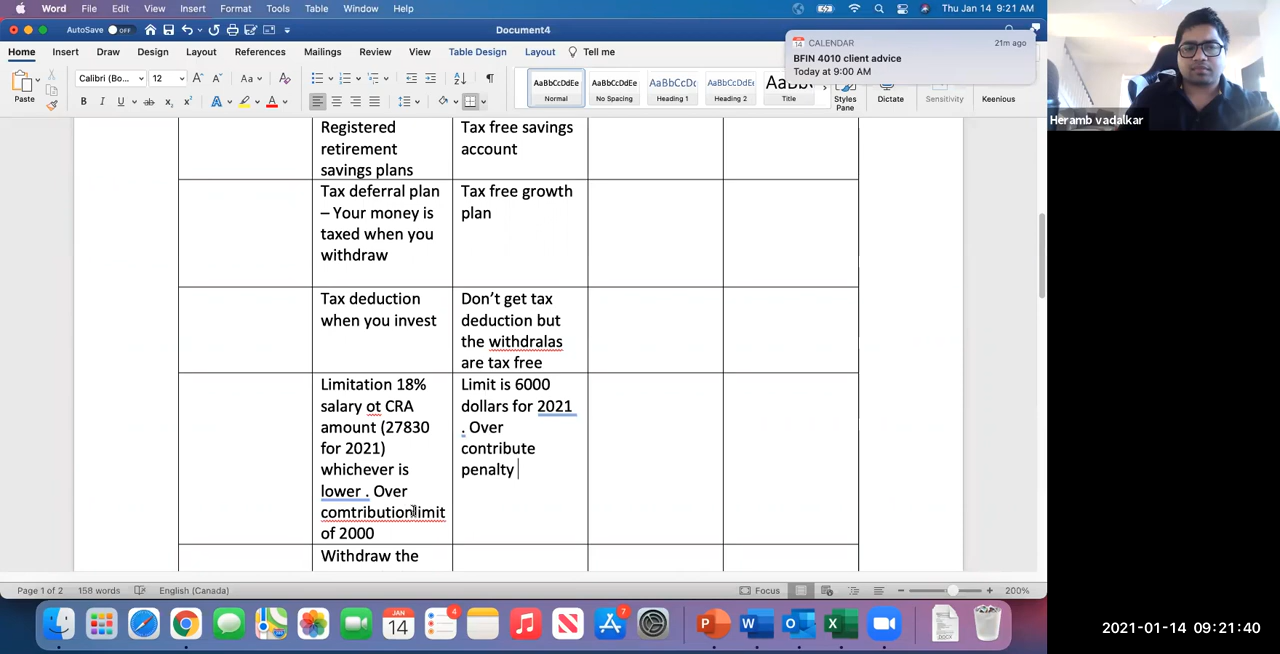 Word File Edit View Insert Format Tools Table Window Help
Thu Jan 14 9:21 AM
AutoSave OFF
Document4
Home Insert Draw Design Layout References Mailings Review View Table Design Layout Tell me
CALENDAR 21m ago
BFIN 4010 client advice
Today at 9:00 AM
Paste
Calibri (Bo... 12
AaBbCcDdEe AaBbCcDdEe AaBbCcDc AaBbCcDdE AaBb(
Normal No Spacing Heading 1 Heading 2 Title
Styles
Pane
Dictate
Sensitivity
Keenious
Heramb vadalkar
Registered
retirement
savings plans
Tax free savings
account
Tax deferral plan
– Your money is
taxed when you
withdraw
Tax free growth
plan
Tax deduction
when you invest
Don’t get tax
deduction but
the withdralas
are tax free
Limitation 18%
salary ot CRA
amount (27830
for 2021)
whichever is
lower . Over
comtributionlimit
of 2000
Limit is 6000
dollars for 2021
. Over
contribute
penalty
Withdraw the
Page 1 of 2 158 words English (Canada)
Focus
200%
JAN
14
4
7
2021-01-14 09:21:40